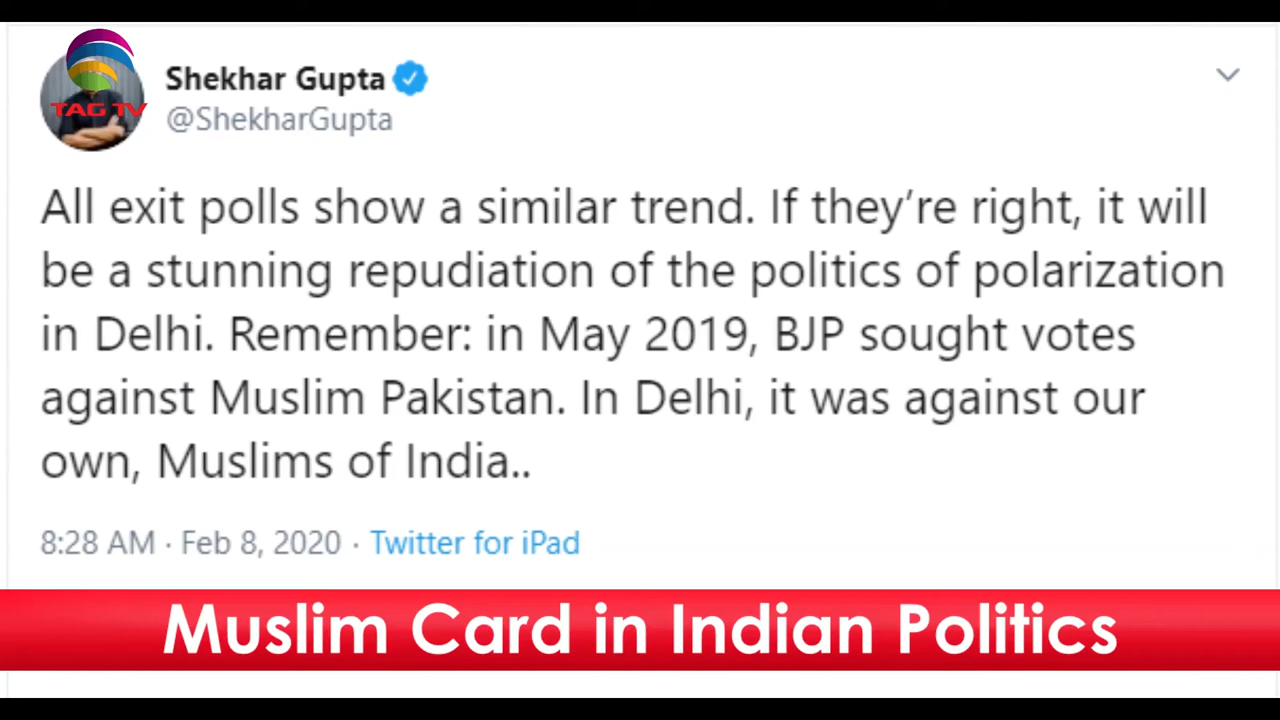 TAG TV
Shekhar Gupta
@ShekharGupta
All exit polls show a similar trend. If they’re right, it will
be a stunning repudiation of the politics of polarization
in Delhi. Remember: in May 2019, BJP sought votes
against Muslim Pakistan. In Delhi, it was against our
own, Muslims of India..
8:28 AM · Feb 8, 2020 · Twitter for iPad
Muslim Card in Indian Politics